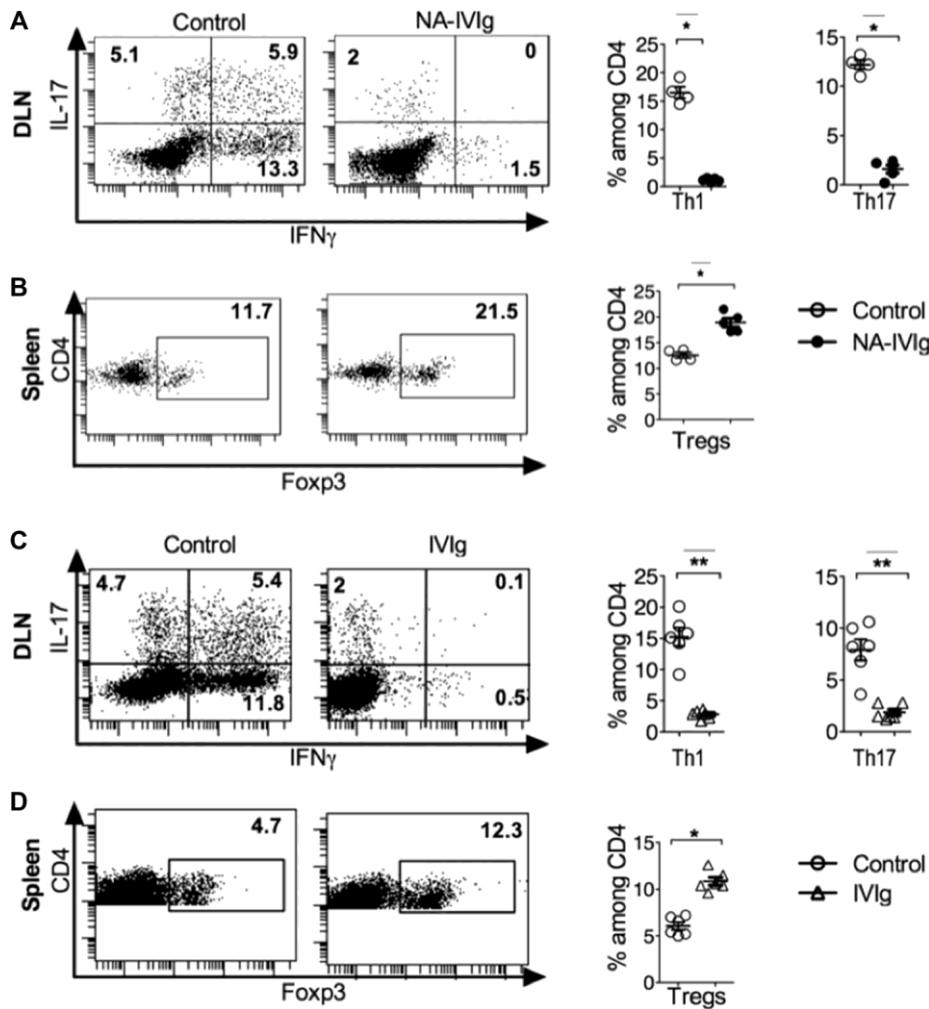 A
Control
NA-IVIg
5.1
5.9
13.3
2
0
1.5
DLN
IL-17
IFNγ
% among CD4
25
20
15
10
5
0
*
Th1
15
10
5
0
*
Th17
B
11.7
21.5
Spleen
CD4
Foxp3
% among CD4
25
20
15
10
5
0
*
Tregs
Control
NA-IVIg
C
Control
IVIg
4.7
5.4
11.8
2
0.1
0.5
DLN
IL-17
IFNγ
% among CD4
25
20
15
10
5
0
**
Th1
15
10
5
0
**
Th17
D
4.7
12.3
Spleen
CD4
Foxp3
% among CD4
15
10
5
0
*
Tregs
Control
IVIg